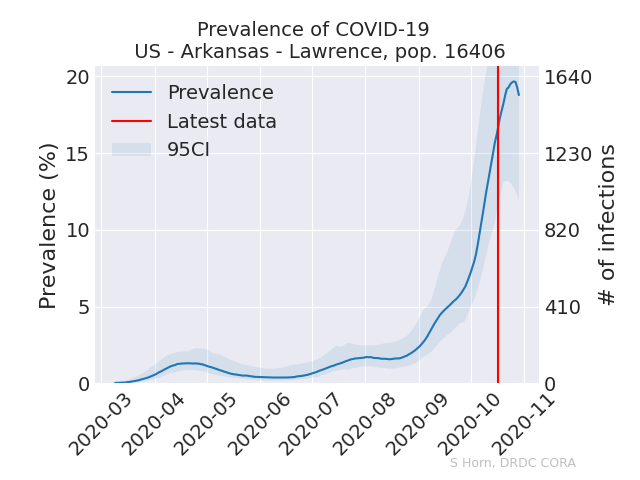 Prevalence of COVID-19
US - Arkansas - Lawrence, pop. 16406
Prevalence
Latest data
95CI
Prevalence (%)
20
15
10
5
0
# of infections
1640
1230
820
410
0
2020-03
2020-04
2020-05
2020-06
2020-07
2020-08
2020-09
2020-10
2020-11
S Horn, DRDC CORA